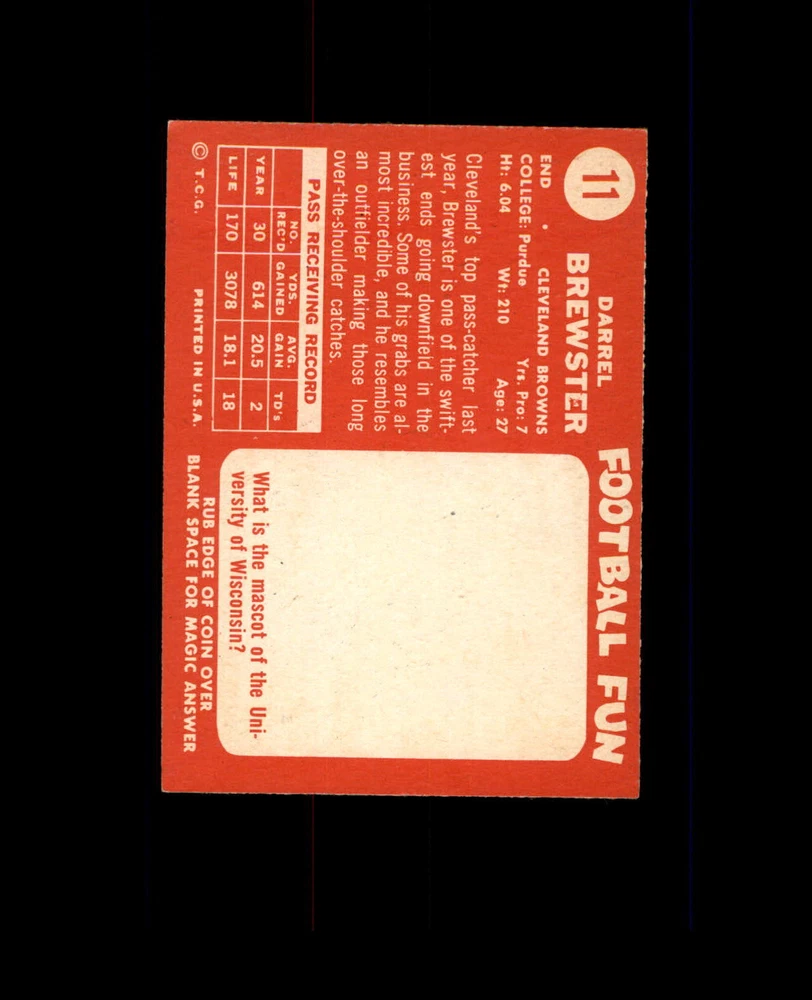 11
DARREL
BREWSTER
END • CLEVELAND BROWNS
COLLEGE: Purdue Yrs. Pro: 7
Ht: 6.04 Wt: 210 Age: 27
Cleveland's top pass-catcher last
year, Brewster is one of the swift-
est ends going downfield in the
business. Some of his grabs are al-
most incredible, and he resembles
an outfielder making those long
over-the-shoulder catches.
PASS RECEIVING RECORD
NO. REC'D YDS. GAINED AVG. GAIN TD's
YEAR 30 614 20.5 2
LIFE 170 3078 18.1 18
© T.C.G. PRINTED IN U.S.A.
FOOTBALL FUN
What is the mascot of the Uni-
versity of Wisconsin?
RUB EDGE OF COIN OVER
BLANK SPACE FOR MAGIC ANSWER